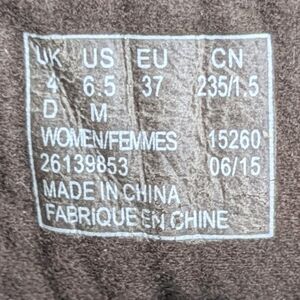 UK US EU CN
4 6.5 37 235/1.5
D M
WOMEN/FEMMES 15260
26139853 06/15
MADE IN CHINA
FABRIQUE EN CHINE